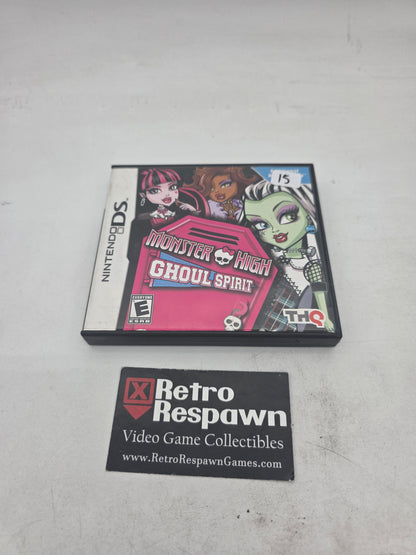 NINTENDO DS
15
MONSTER HIGH
GHOUL SPIRIT
EVERYONE
E
ESRB
THQ
Retro
Respawn
Video Game Collectibles
www.RetroRespawnGames.com